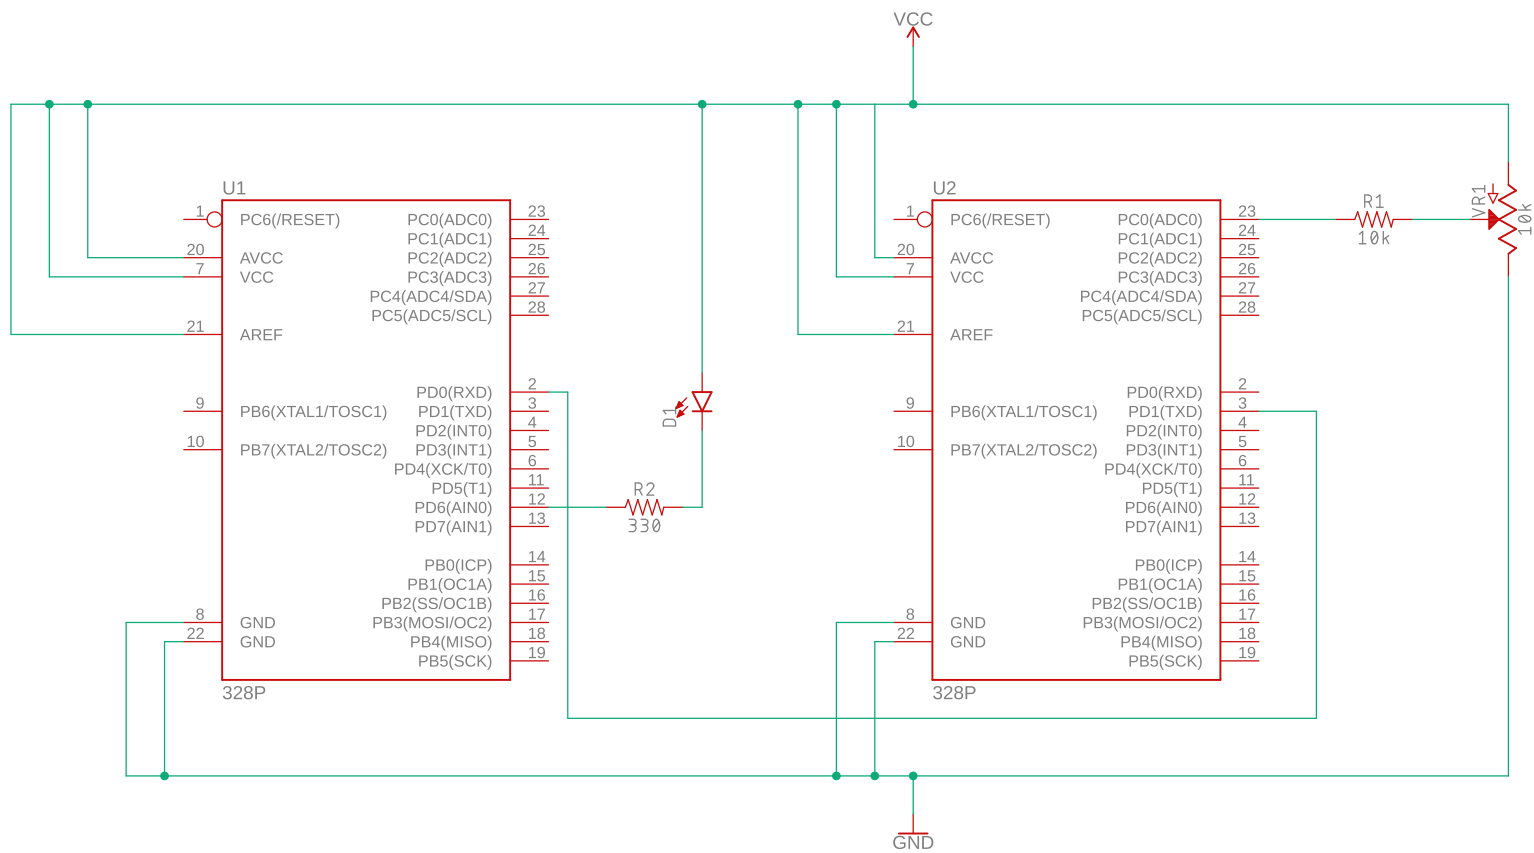 VCC
U1
1 PC6(/RESET)
20 AVCC
7 VCC
21 AREF
9 PB6(XTAL1/TOSC1)
10 PB7(XTAL2/TOSC2)
8 GND
22 GND
PC0(ADC0) 23
PC1(ADC1) 24
PC2(ADC2) 25
PC3(ADC3) 26
PC4(ADC4/SDA) 27
PC5(ADC5/SCL) 28
PD0(RXD) 2
PD1(TXD) 3
PD2(INT0) 4
PD3(INT1) 5
PD4(XCK/T0) 6
PD5(T1) 11
PD6(AIN0) 12
PD7(AIN1) 13
PB0(ICP) 14
PB1(OC1A) 15
PB2(SS/OC1B) 16
PB3(MOSI/OC2) 17
PB4(MISO) 18
PB5(SCK) 19
328P
D1
R2
330
U2
1 PC6(/RESET)
20 AVCC
7 VCC
21 AREF
9 PB6(XTAL1/TOSC1)
10 PB7(XTAL2/TOSC2)
8 GND
22 GND
PC0(ADC0) 23
PC1(ADC1) 24
PC2(ADC2) 25
PC3(ADC3) 26
PC4(ADC4/SDA) 27
PC5(ADC5/SCL) 28
PD0(RXD) 2
PD1(TXD) 3
PD2(INT0) 4
PD3(INT1) 5
PD4(XCK/T0) 6
PD5(T1) 11
PD6(AIN0) 12
PD7(AIN1) 13
PB0(ICP) 14
PB1(OC1A) 15
PB2(SS/OC1B) 16
PB3(MOSI/OC2) 17
PB4(MISO) 18
PB5(SCK) 19
328P
R1
10k
VR1
10k
GND